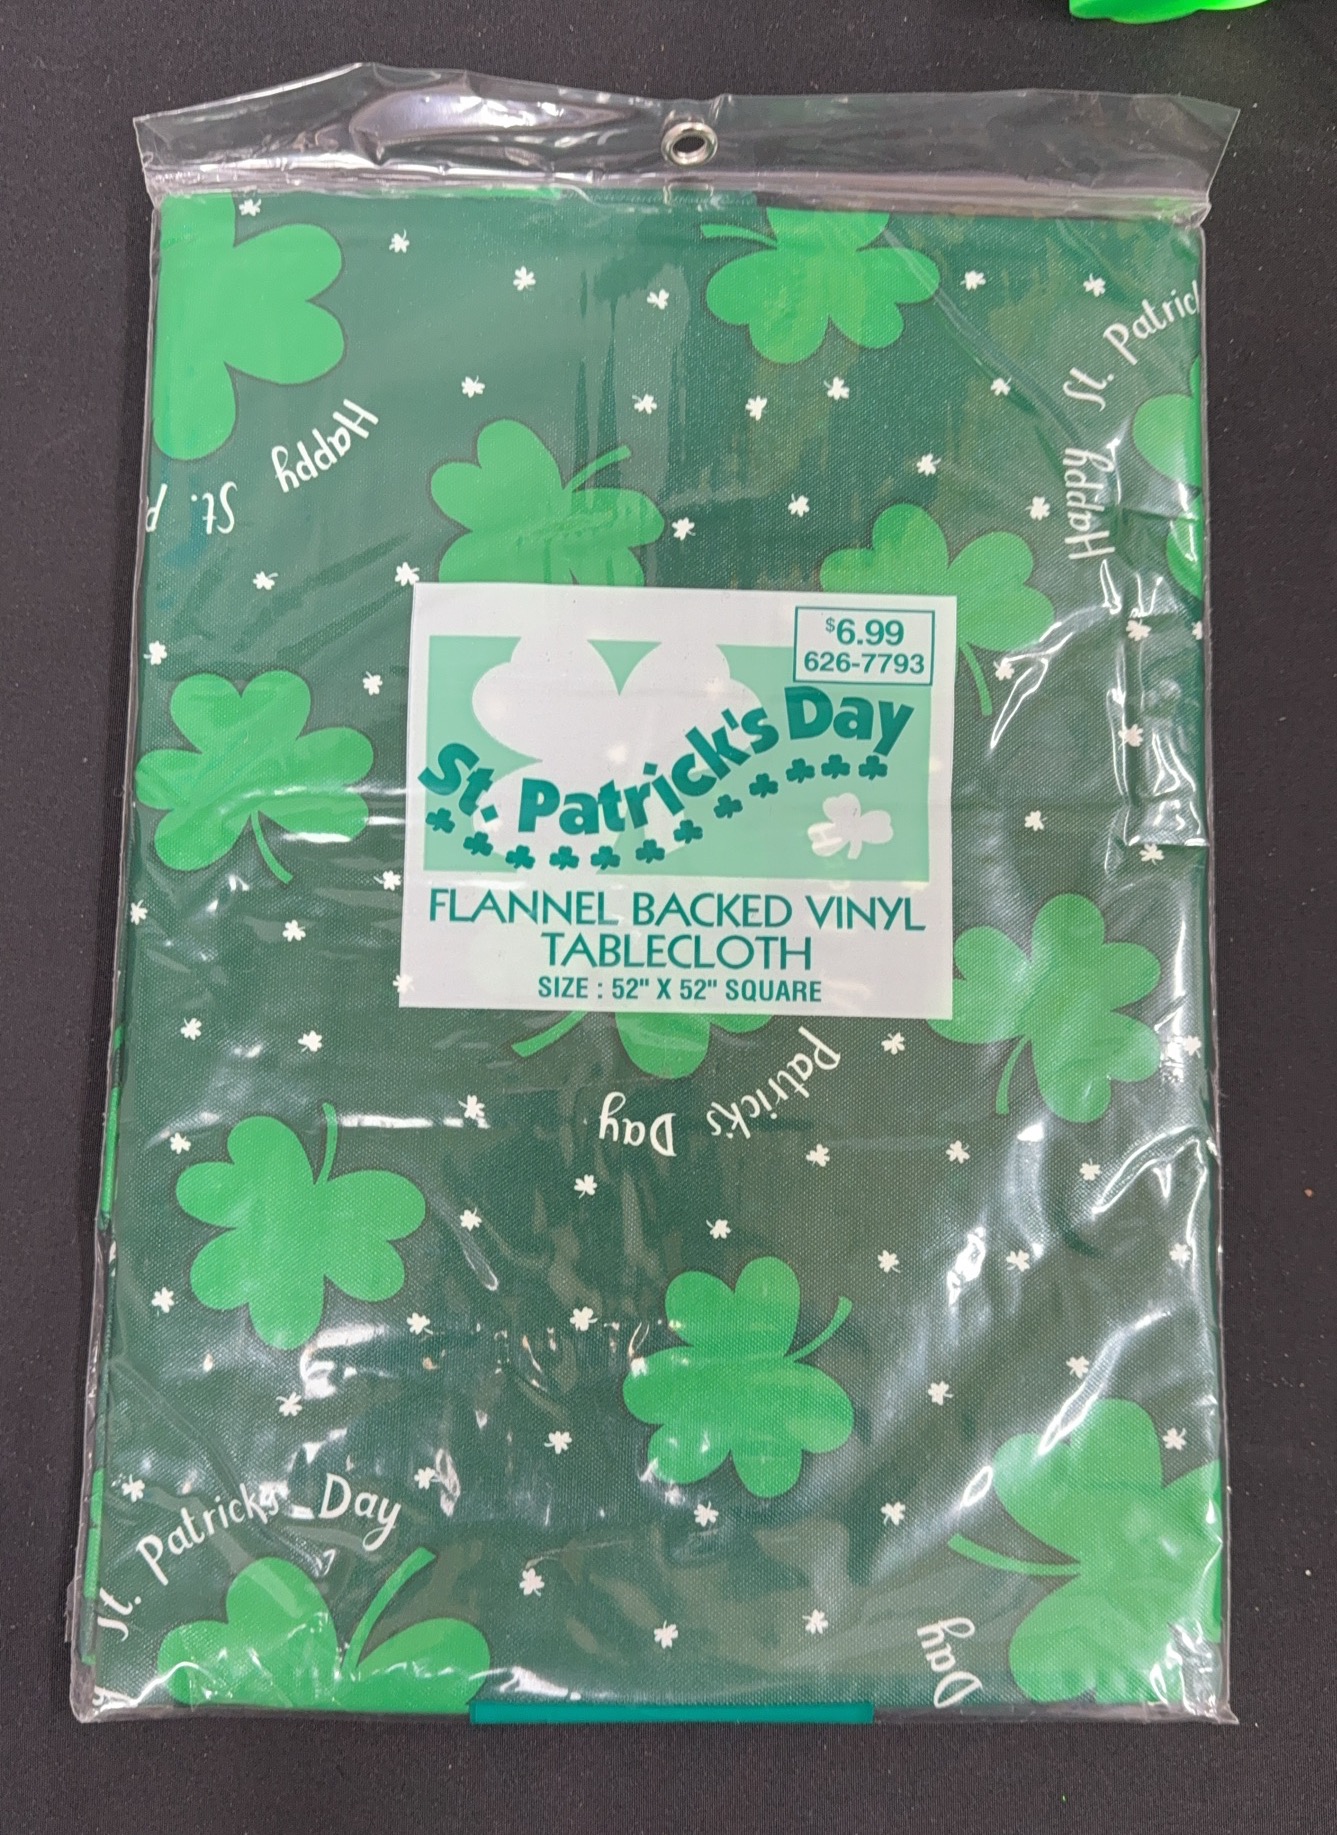 St. Patrick
Happy
Happy
St. P
$6.99
626-7793
St. Patrick's Day
FLANNEL BACKED VINYL
TABLECLOTH
SIZE : 52" X 52" SQUARE
Patrick's
Day
St. Patrick's Day
Day